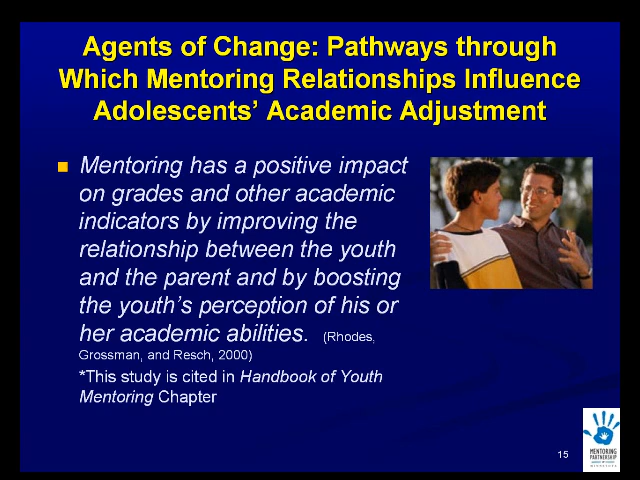 Agents of Change: Pathways through
Which Mentoring Relationships Influence
Adolescents’ Academic Adjustment
Mentoring has a positive impact
on grades and other academic
indicators by improving the
relationship between the youth
and the parent and by boosting
the youth’s perception of his or
her academic abilities. (Rhodes,
Grossman, and Resch, 2000)
*This study is cited in Handbook of Youth
Mentoring Chapter
15
MENTORING
PARTNERSHIP